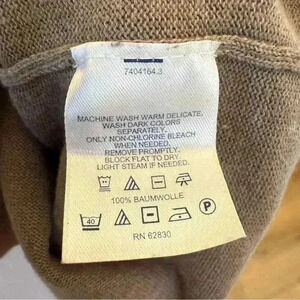 7404164.3
MACHINE WASH WARM DELICATE.
WASH DARK COLORS
SEPARATELY.
ONLY NON-CHLORINE BLEACH
WHEN NEEDED.
REMOVE PROMPTLY.
BLOCK FLAT TO DRY.
LIGHT STEAM IF NEEDED.
100% BAUMWOLLE
40 P
RN 62830